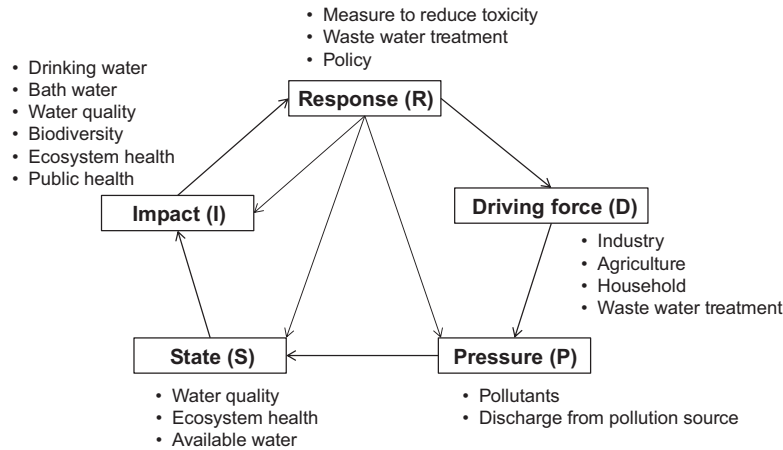 • Measure to reduce toxicity
• Waste water treatment
• Policy
Response (R)
• Drinking water
• Bath water
• Water quality
• Biodiversity
• Ecosystem health
• Public health
Impact (I)
Driving force (D)
• Industry
• Agriculture
• Household
• Waste water treatment
State (S)
Pressure (P)
• Water quality
• Ecosystem health
• Available water
• Pollutants
• Discharge from pollution source